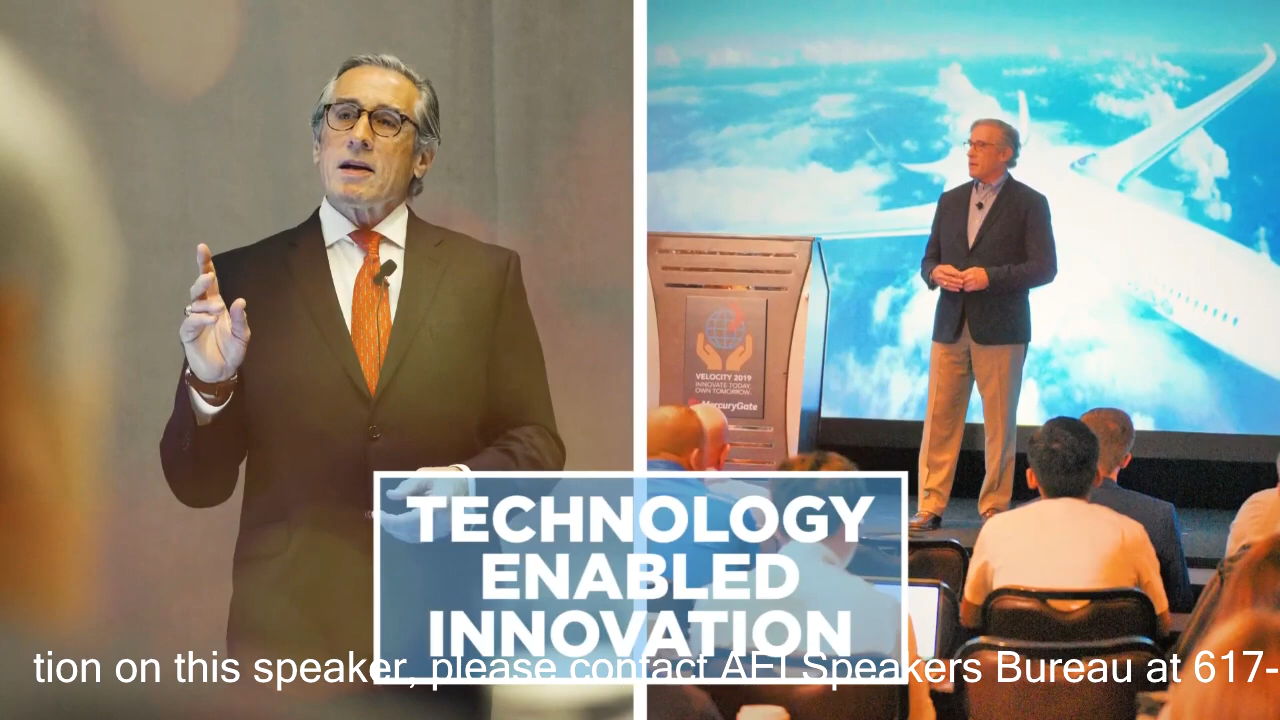 VELOCITY 2019
INNOVATE TODAY.
OWN TOMORROW.
MercuryGate
TECHNOLOGY
ENABLED
INNOVATION
tion on this speaker, please contact AEI Speakers Bureau at 617-